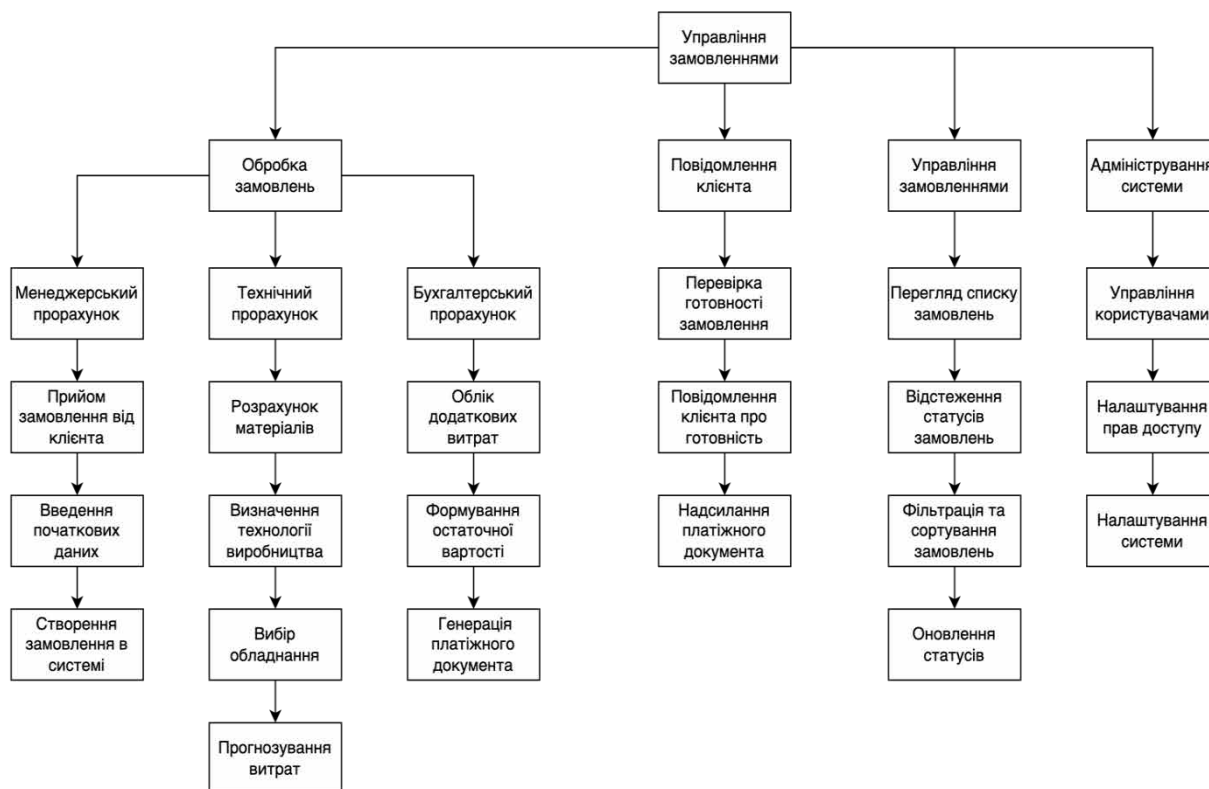 Управління
замовленнями
Обробка
замовлень
Повідомлення
клієнта
Управління
замовленнями
Адміністрування
системи
Менеджерський
прорахунок
Технічний
прорахунок
Бухгалтерський
прорахунок
Перевірка
готовності
замовлення
Перегляд списку
замовлень
Управління
користувачами
Прийом
замовлення від
клієнта
Розрахунок
матеріалів
Облік
додаткових
витрат
Повідомлення
клієнта про
готовність
Відстеження
статусів
замовлень
Налаштування
прав доступу
Введення
початкових
даних
Визначення
технології
виробництва
Формування
остаточної
вартості
Надсилання
платіжного
документа
Фільтрація та
сортування
замовлень
Налаштування
системи
Створення
замовлення в
системі
Вибір
обладнання
Генерація
платіжного
документа
Оновлення
статусів
Прогнозування
витрат